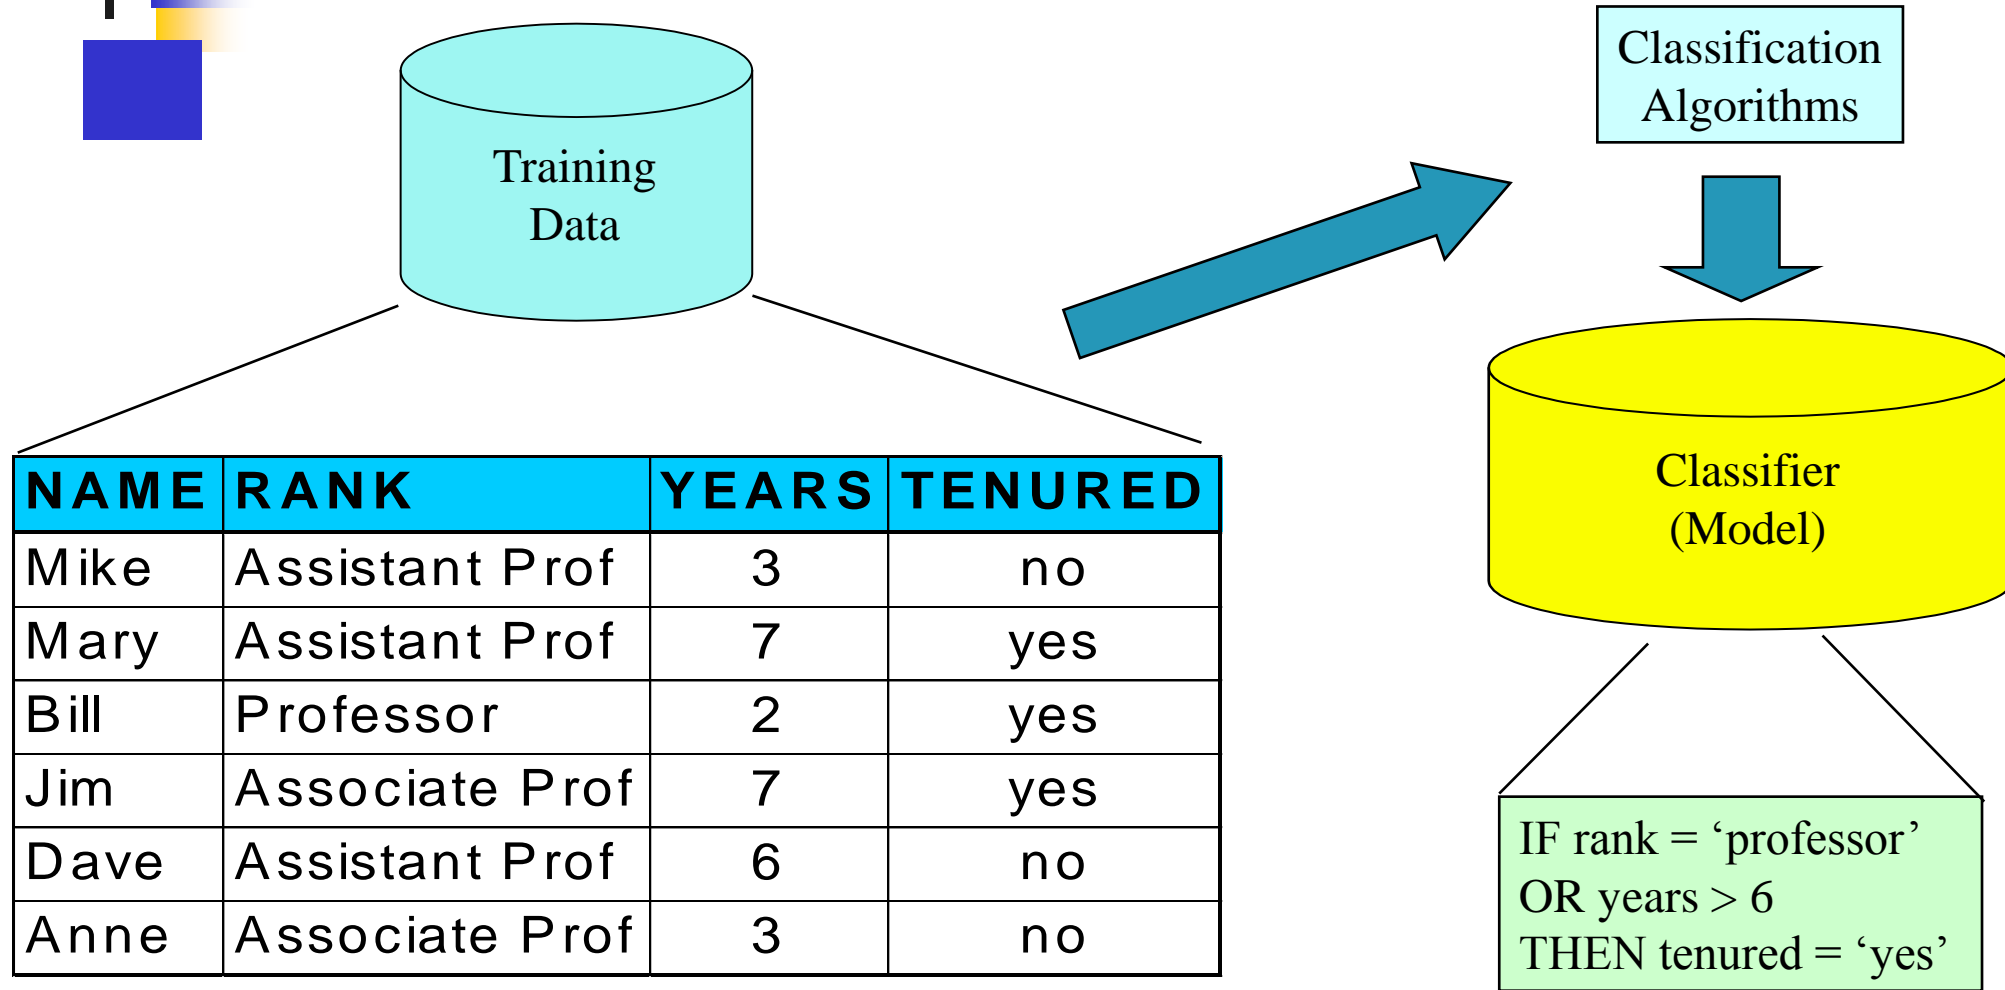 Training
Data
Classification
Algorithms
Classifier
(Model)
NAME RANK YEARS TENURED
Mike Assistant Prof 3 no
Mary Assistant Prof 7 yes
Bill Professor 2 yes
Jim Associate Prof 7 yes
Dave Assistant Prof 6 no
Anne Associate Prof 3 no
IF rank = ‘professor’
OR years > 6
THEN tenured = ‘yes’